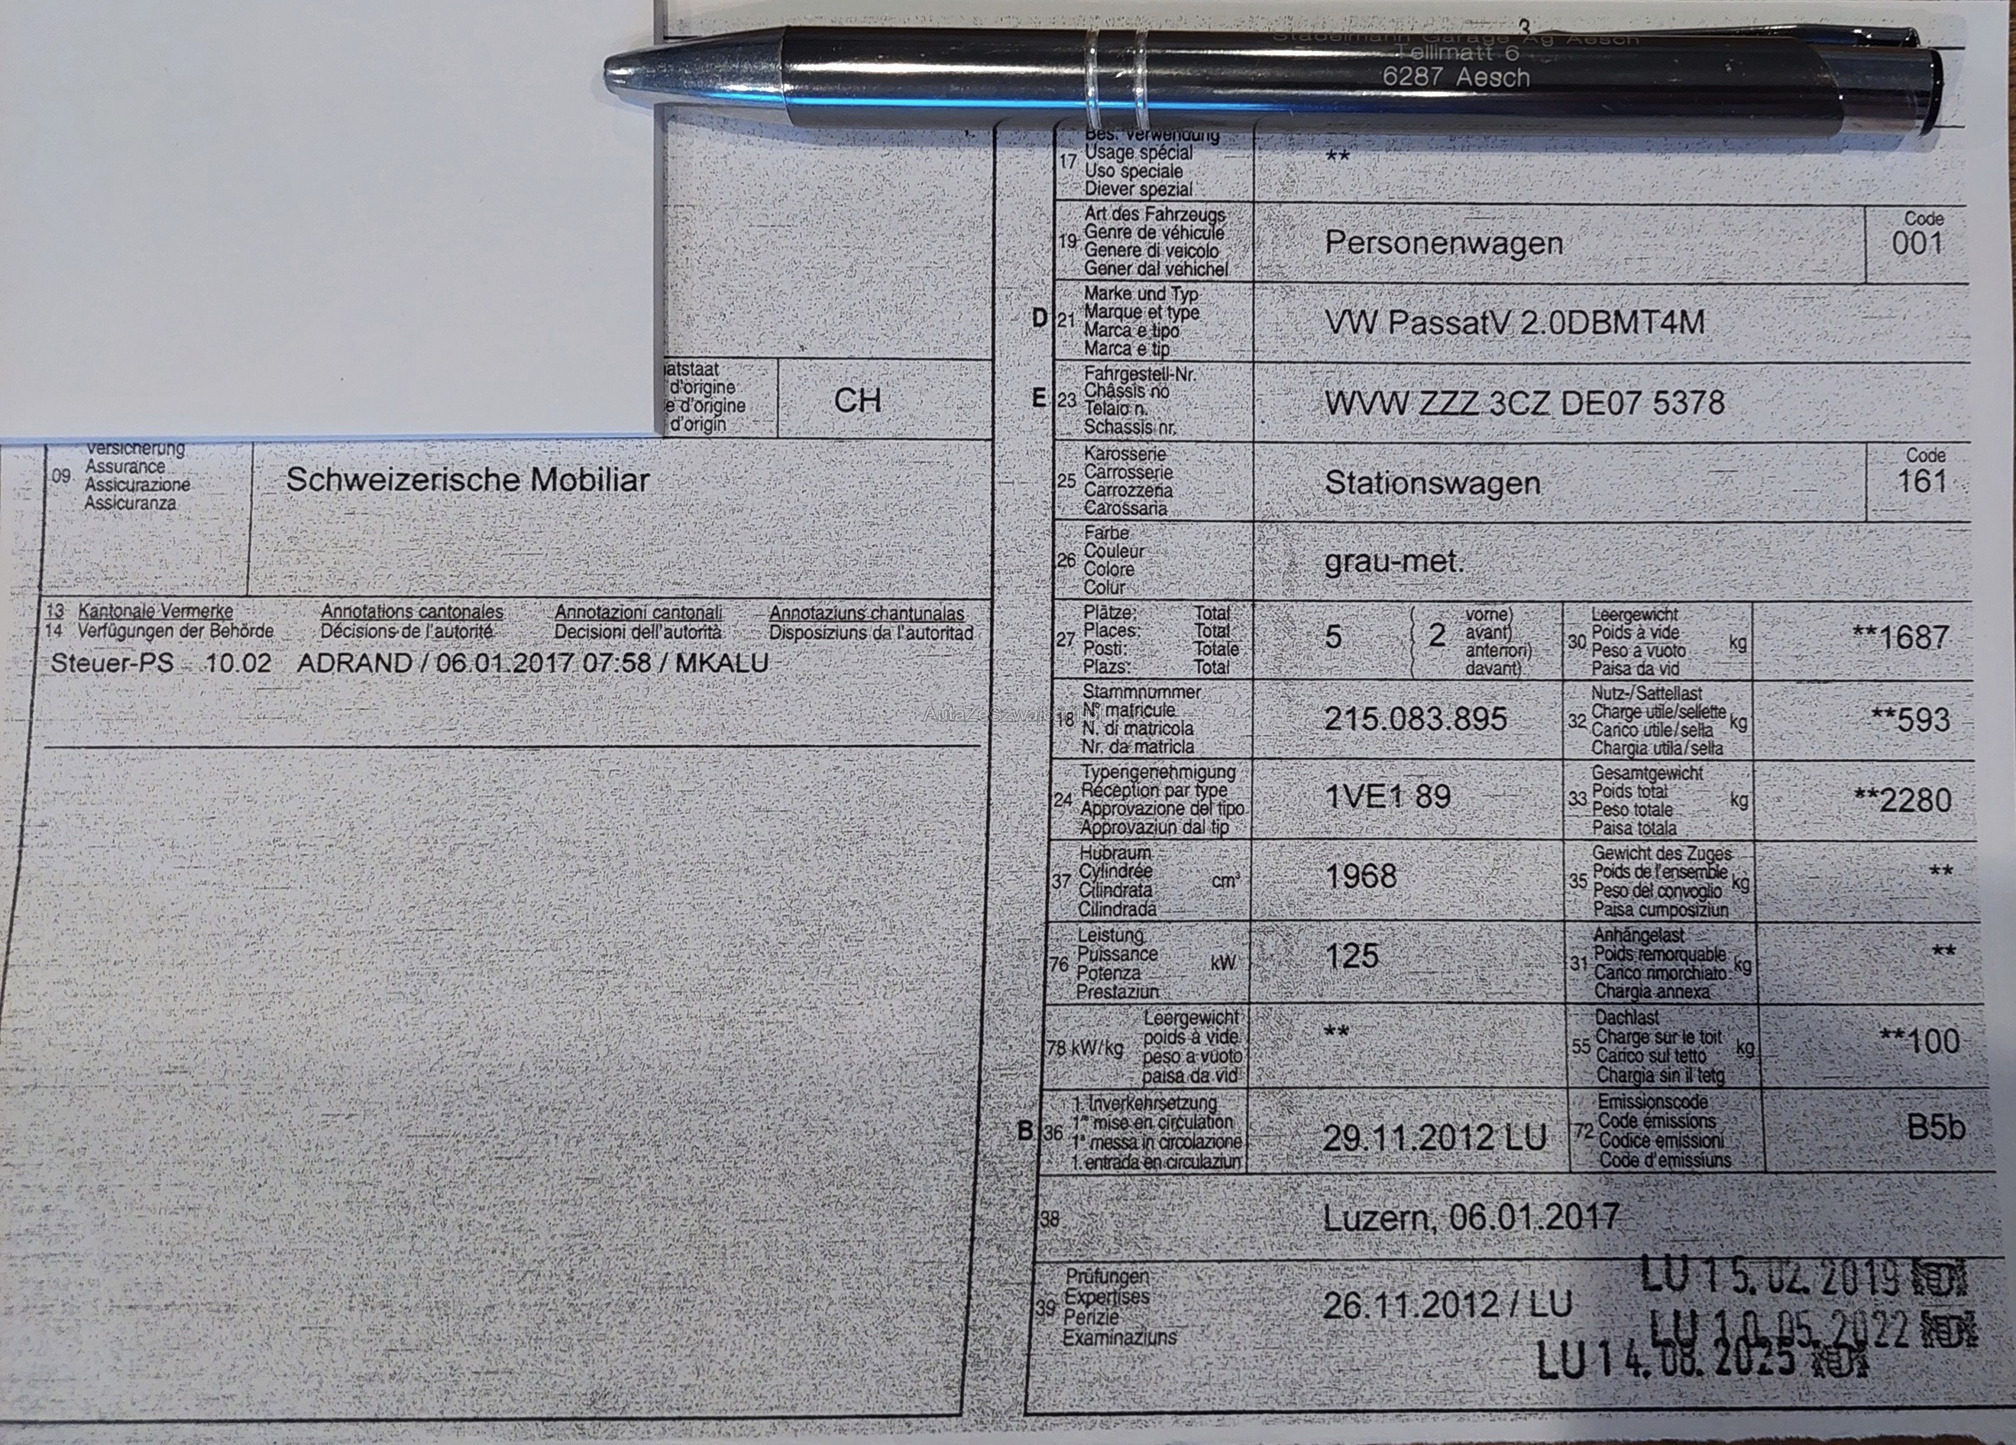 3
Stadelmann Garage Ag Aesch
Tellimatt 6
6287 Aesch
17
Bes. Verwendung
Usage spécial
Uso speciale
Diever spezial
**
19
Art des Fahrzeugs
Genre de véhicule
Genere di veicolo
Gener dal vehichel
Personenwagen
Code
001
D 21
Marke und Typ
Marque et type
Marca e tipo
Marca e tip
VW PassatV 2.0DBMT4M
atstaat
d'origine
e d'origine
d'origin
CH
E 23
Fahrgestell-Nr.
Châssis no
Telaio n.
Schassis nr.
WVW ZZZ 3CZ DE07 5378
09
Versicherung
Assurance
Assicurazione
Assicuranza
Schweizerische Mobiliar
25
Karosserie
Carrosserie
Carrozzeria
Carossaria
Stationswagen
Code
161
26
Farbe
Couleur
Colore
Colur
grau-met.
13 Kantonale Vermerke Annotations cantonales Annotazioni cantonali Annotaziuns chantunalas
14 Verfügungen der Behörde Décisions de l'autorité Decisioni dell'autorità Disposiziuns da l'autoritad
Steuer-PS 10.02 ADRAND / 06.01.2017 07:58 / MKALU
27
Plätze: Total
Places: Total
Posti: Totale
Plazs: Total
5
2
vorne)
avant)
anteriori)
davant)
30
Leergewicht
Poids à vide
Peso a vuoto
Paisa da vid
kg
**1687
18
Stammnummer
N° matricule
N. di matricola
Nr. da matricla
215.083.895
32
Nutz-/Sattellast
Charge utile/sellette
Carico utile/sella
Chargia utila/sella
kg
**593
24
Typengenehmigung
Réception par type
Approvazione del tipo
Approvaziun dal tip
1VE1 89
33
Gesamtgewicht
Poids total
Peso totale
Paisa totala
kg
**2280
37
Hubraum
Cylindrée
Cilindrata
Cilindrada
cm³
1968
35
Gewicht des Zuges
Poids de l'ensemble
Peso del convoglio
Paisa cumposiziun
kg
**
76
Leistung
Puissance
Potenza
Prestaziun
kW
125
31
Anhängelast
Poids remorquable
Carico rimorchiato
Chargia annexa
kg
**
78 kW/kg
Leergewicht
poids à vide
peso a vuoto
paisa da vid
**
55
Dachlast
Charge sur le toit
Carico sul tetto
Chargia sin il tetg
kg
**100
B 36
1. Inverkehrsetzung
1re mise en circulation
1a messa in circolazione
1. entrada en circulaziun
29.11.2012 LU
72
Emissionscode
Code émissions
Codice emissioni
Code d'emissiuns
B5b
38
Luzern, 06.01.2017
39
Prüfungen
Expertises
Perizie
Examinaziuns
26.11.2012 / LU
LU 15.02.2019
LU 10.05.2022
LU 14.08.2025